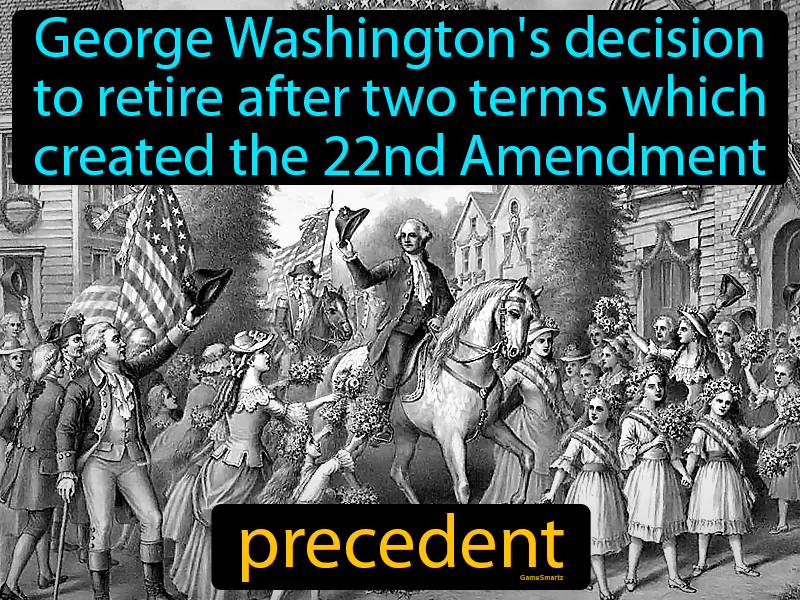 George Washington's decision
to retire after two terms which
created the 22nd Amendment
precedent
GameSmartz